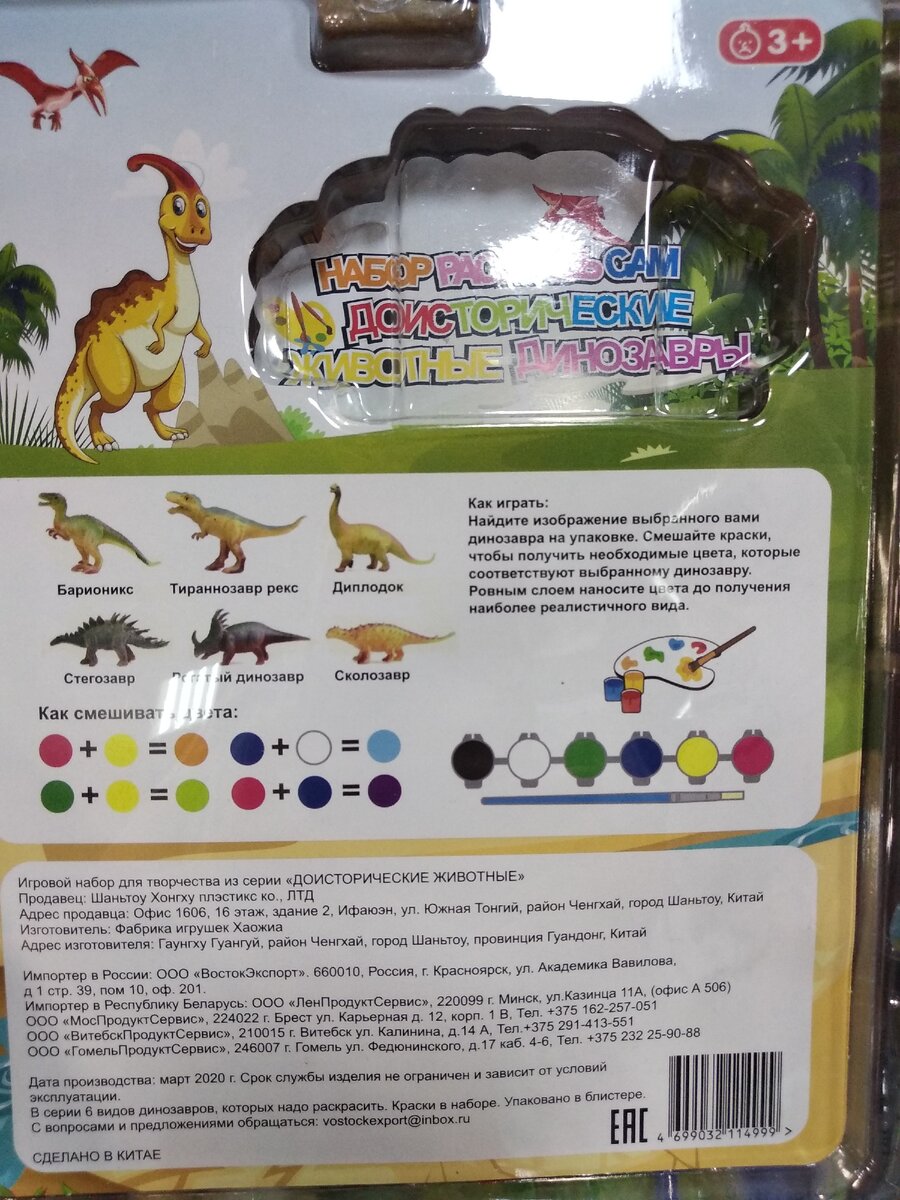 3+
НАБОР САМ
ДОИСТОРИЧЕСКИЕ
ЖИВОТНЫЕ ДИНОЗАВРЫ
Барионикс
Тираннозавр рекс
Диплодок
Стегозавр
динозавр
Сколозавр
Как играть:
Найдите изображение выбранного вами
динозавра на упаковке. Смешайте краски,
чтобы получить необходимые цвета, которые
соответствуют выбранному динозавру.
Ровным слоем наносите цвета до получения
наиболее реалистичного вида.
Как смешивать цвета:
+ = + =
+ = + =
Игровой набор для творчества из серии «ДОИСТОРИЧЕСКИЕ ЖИВОТНЫЕ»
Продавец: Шаньтоу Хонгху плэстикс ко., ЛТД
Адрес продавца: Офис 1606, 16 этаж, здание 2, Ифаюэн, ул. Южная Тонгий, район Ченгхай, город Шаньтоу, Китай
Изготовитель: Фабрика игрушек Хаожиа
Адрес изготовителя: Гаунгху Гуангуй, район Ченгхай, город Шаньтоу, провинция Гуандонг, Китай
Импортер в России: ООО «ВостокЭкспорт». 660010, Россия, г. Красноярск, ул. Академика Вавилова,
д 1 стр. 39, пом 10, оф. 201.
Импортер в Республику Беларусь: ООО «ЛенПродуктСервис», 220099 г. Минск, ул.Казинца 11А, (офис А 506)
ООО «МосПродуктСервис», 224022 г. Брест ул. Карьерная д. 12, корп. 1 В, Тел. +375 162-257-051
ООО «ВитебскПродуктСервис», 210015 г. Витебск ул. Калинина, д.14 А, Тел.+375 291-413-551
ООО «ГомельПродуктСервис», 246007 г. Гомель ул. Федюнинского, д.17 каб. 4-6, Тел. +375 232 25-90-88
Дата производства: март 2020 г. Срок службы изделия не ограничен и зависит от условий
эксплуатации.
В серии 6 видов динозавров, которых надо раскрасить. Краски в наборе. Упаковано в блистере.
С вопросами и предложениями обращаться: vostockexport@inbox.ru
EAC
4 699032 114999 >
СДЕЛАНО В КИТАЕ